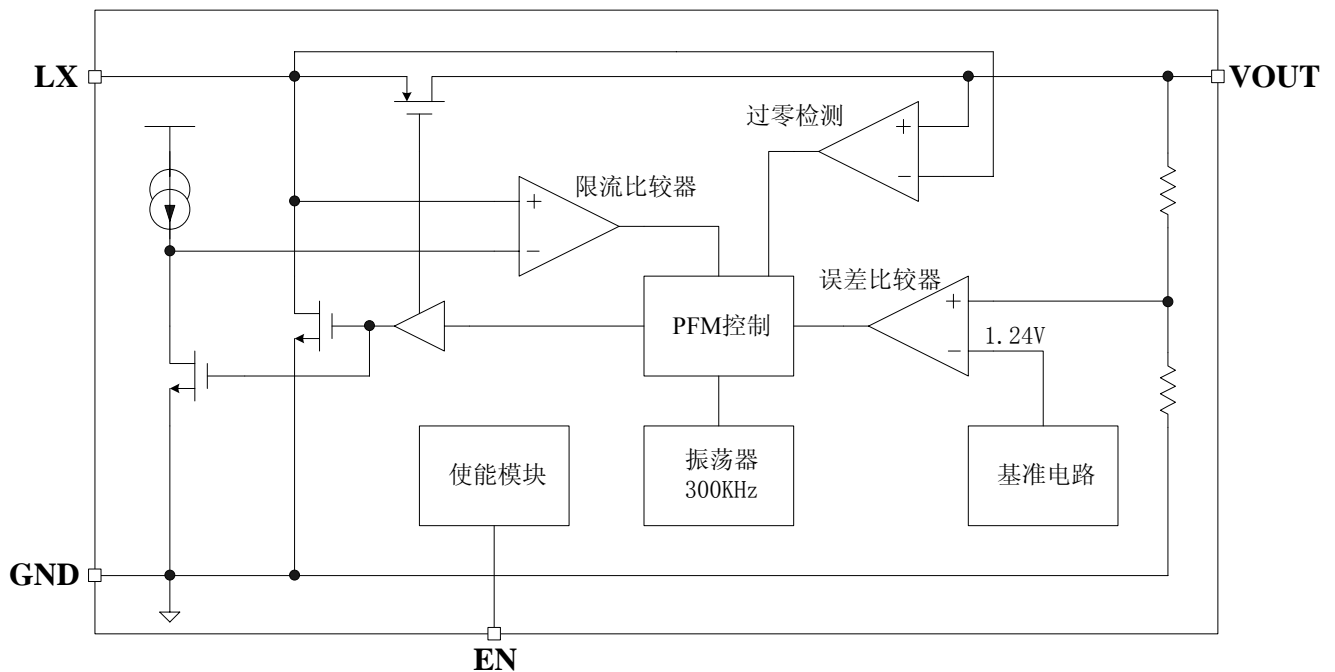 LX
VOUT
过零检测
+
−
限流比较器
+
−
误差比较器
PFM控制
+
1.24V
−
使能模块
振荡器
300KHz
基准电路
GND
EN